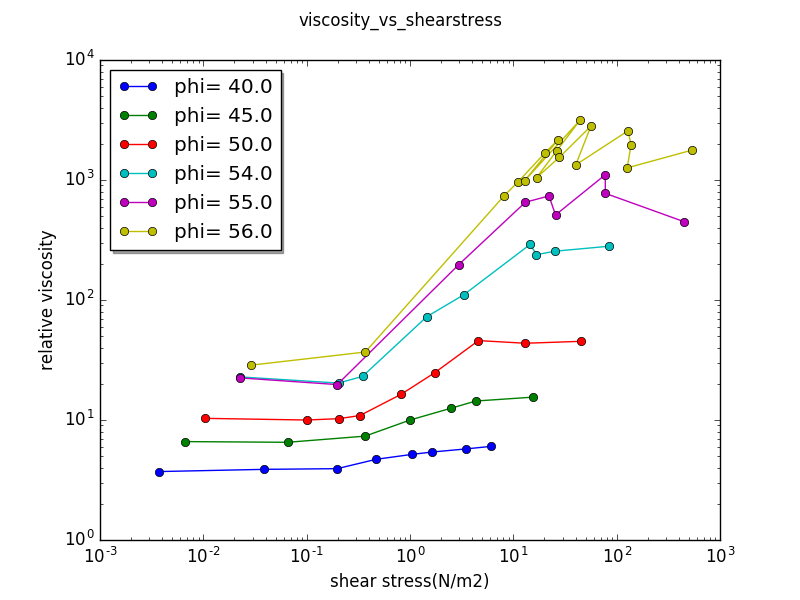 viscosity_vs_shearstress
10^4
10^3
10^2
10^1
10^0
relative viscosity
phi= 40.0
phi= 45.0
phi= 50.0
phi= 54.0
phi= 55.0
phi= 56.0
10^-3 10^-2 10^-1 10^0 10^1 10^2 10^3
shear stress(N/m2)